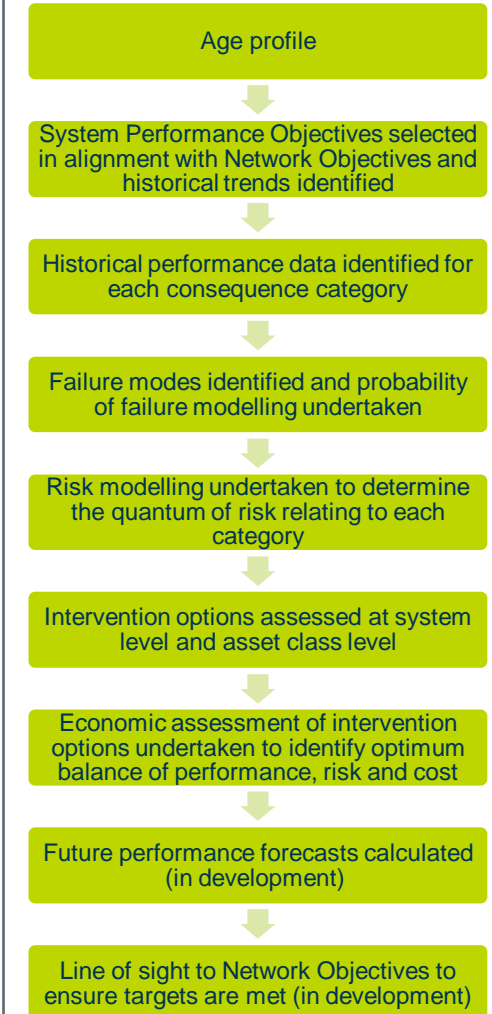 Age profile
System Performance Objectives selected
in alignment with Network Objectives and
historical trends identified
Historical performance data identified for
each consequence category
Failure modes identified and probability
of failure modelling undertaken
Risk modelling undertaken to determine
the quantum of risk relating to each
category
Intervention options assessed at system
level and asset class level
Economic assessment of intervention
options undertaken to identify optimum
balance of performance, risk and cost
Future performance forecasts calculated
(in development)
Line of sight to Network Objectives to
ensure targets are met (in development)